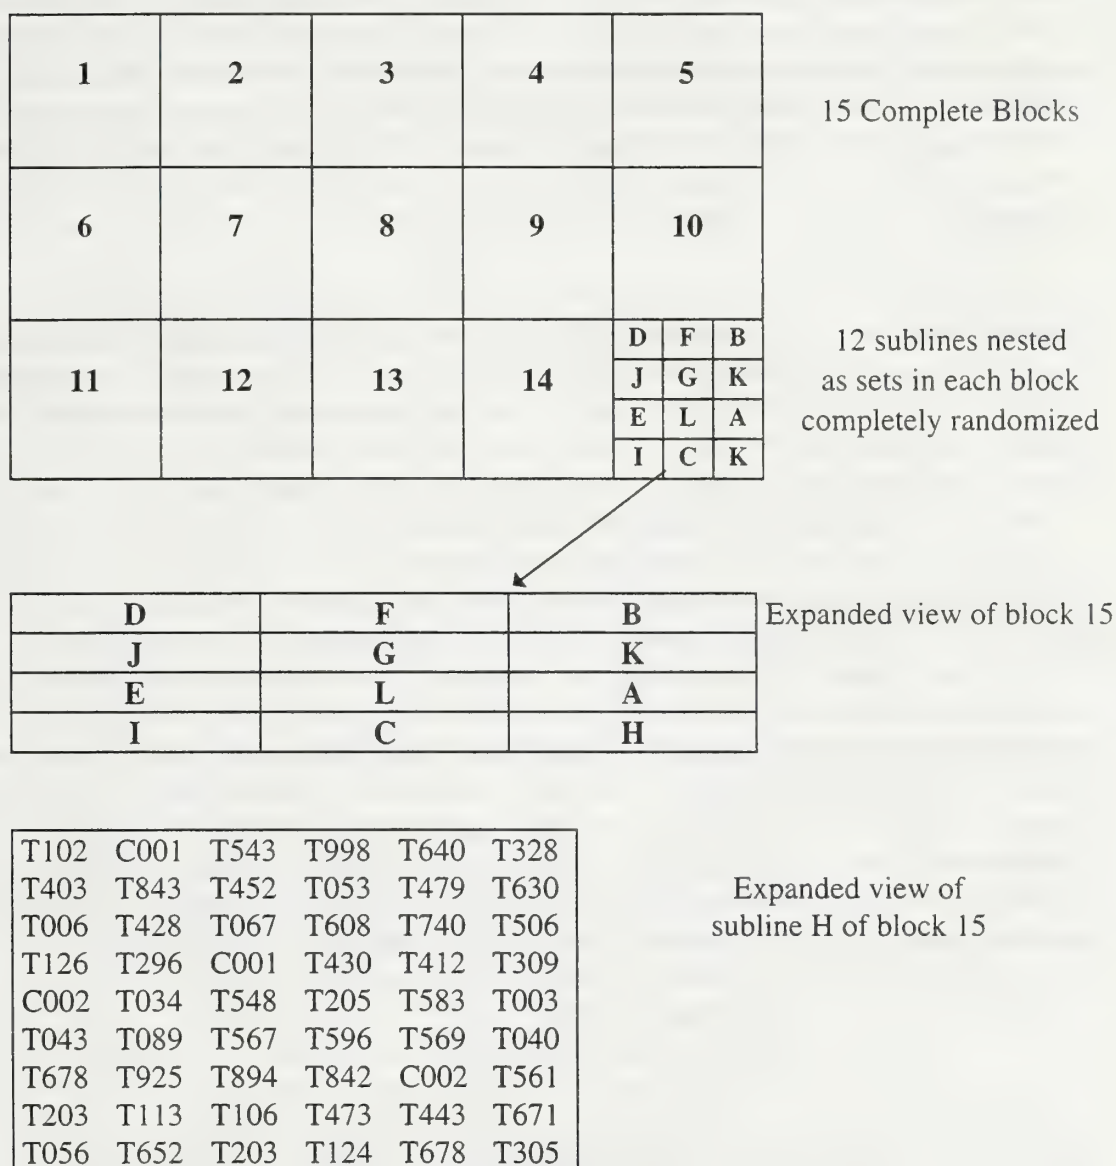 1 2 3 4 5
15 Complete Blocks
6 7 8 9 10
11 12 13 14
D F B
J G K
E L A
I C K
12 sublines nested
as sets in each block
completely randomized
D F B
J G K
E L A
I C H
Expanded view of block 15
T102 C001 T543 T998 T640 T328
T403 T843 T452 T053 T479 T630
T006 T428 T067 T608 T740 T506
T126 T296 C001 T430 T412 T309
C002 T034 T548 T205 T583 T003
T043 T089 T567 T596 T569 T040
T678 T925 T894 T842 C002 T561
T203 T113 T106 T473 T443 T671
T056 T652 T203 T124 T678 T305
Expanded view of
subline H of block 15